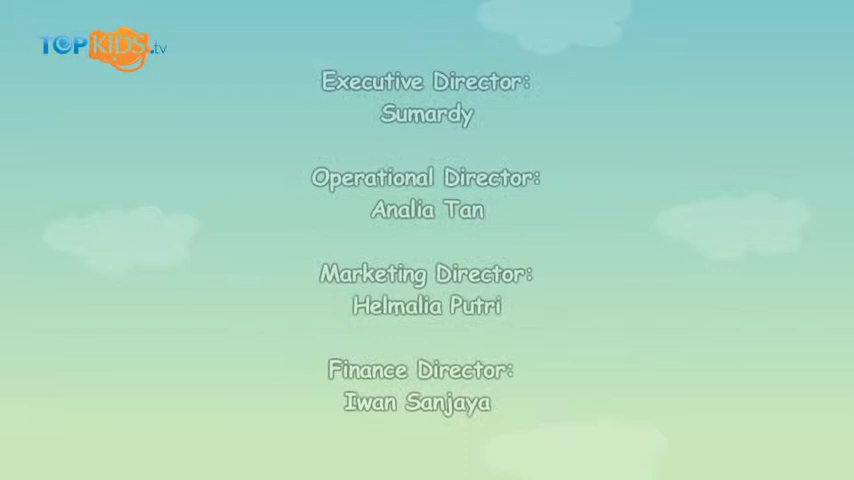 TOPKIDS.tv
Executive Director:
Sumardy
Operational Director:
Analia Tan
Marketing Director:
Helmalia Putri
Finance Director:
Iwan Sanjaya